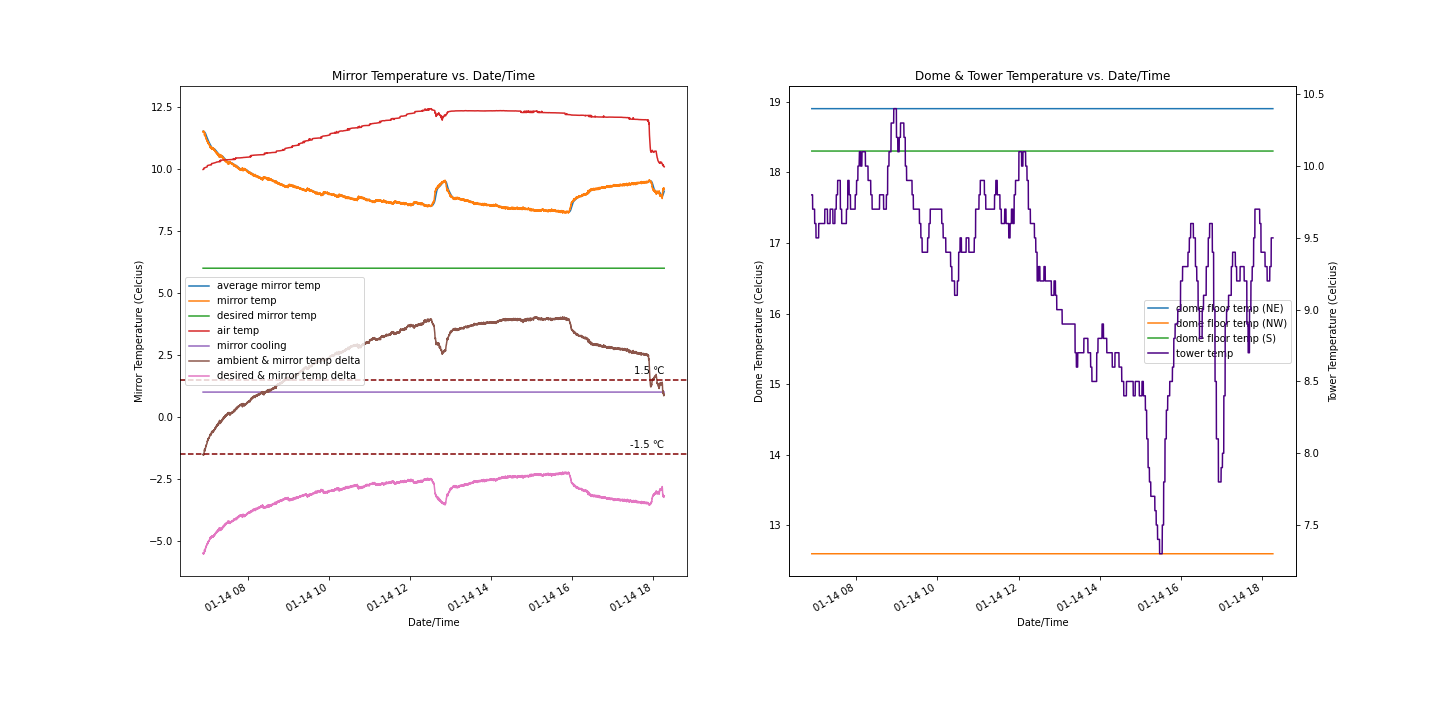 Mirror Temperature vs. Date/Time
Mirror Temperature (Celcius)
12.5
10.0
7.5
5.0
2.5
0.0
−2.5
−5.0
average mirror temp
mirror temp
desired mirror temp
air temp
mirror cooling
ambient & mirror temp delta
desired & mirror temp delta
1.5 °C
-1.5 °C
01-14 08
01-14 10
01-14 12
01-14 14
01-14 16
01-14 18
Date/Time
Dome & Tower Temperature vs. Date/Time
Dome Temperature (Celcius)
19
18
17
16
15
14
13
dome floor temp (NE)
dome floor temp (NW)
dome floor temp (S)
tower temp
10.5
10.0
9.5
9.0
8.5
8.0
7.5
Tower Temperature (Celcius)
01-14 08
01-14 10
01-14 12
01-14 14
01-14 16
01-14 18
Date/Time